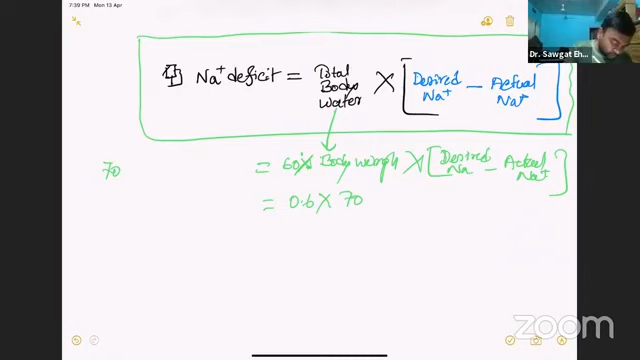 7:39 PM Mon 13 Apr
Dr. Sawgat Eh...
Na+ deficit = Total Body water × [Desired Na+ − Actual Na+]
70
= 60% Body weight × [Desired Na − Actual Na+]
= 0.6 × 70
zoom